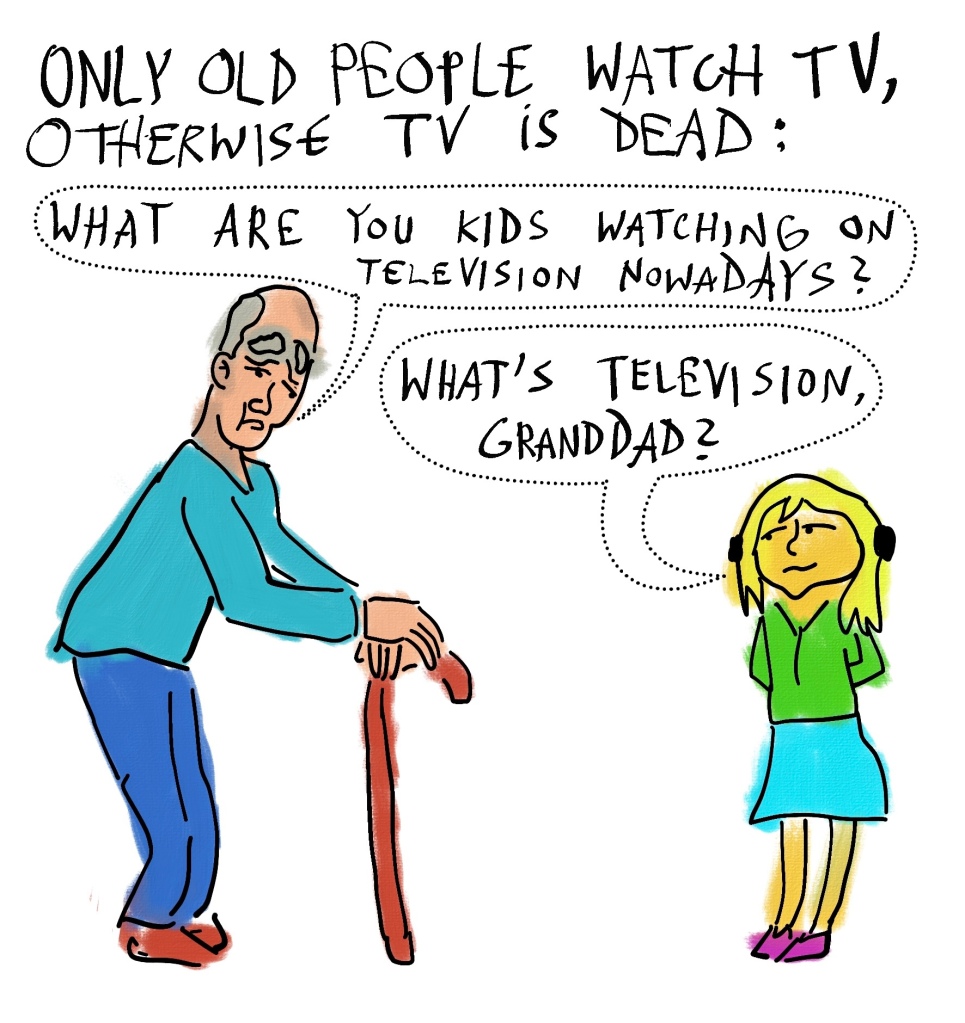 ONLY OLD PEOPLE WATCH TV,
OTHERWISE TV IS DEAD:
WHAT ARE YOU KIDS WATCHING ON
TELEVISION NOWADAYS?
WHAT'S TELEVISION,
GRANDDAD?